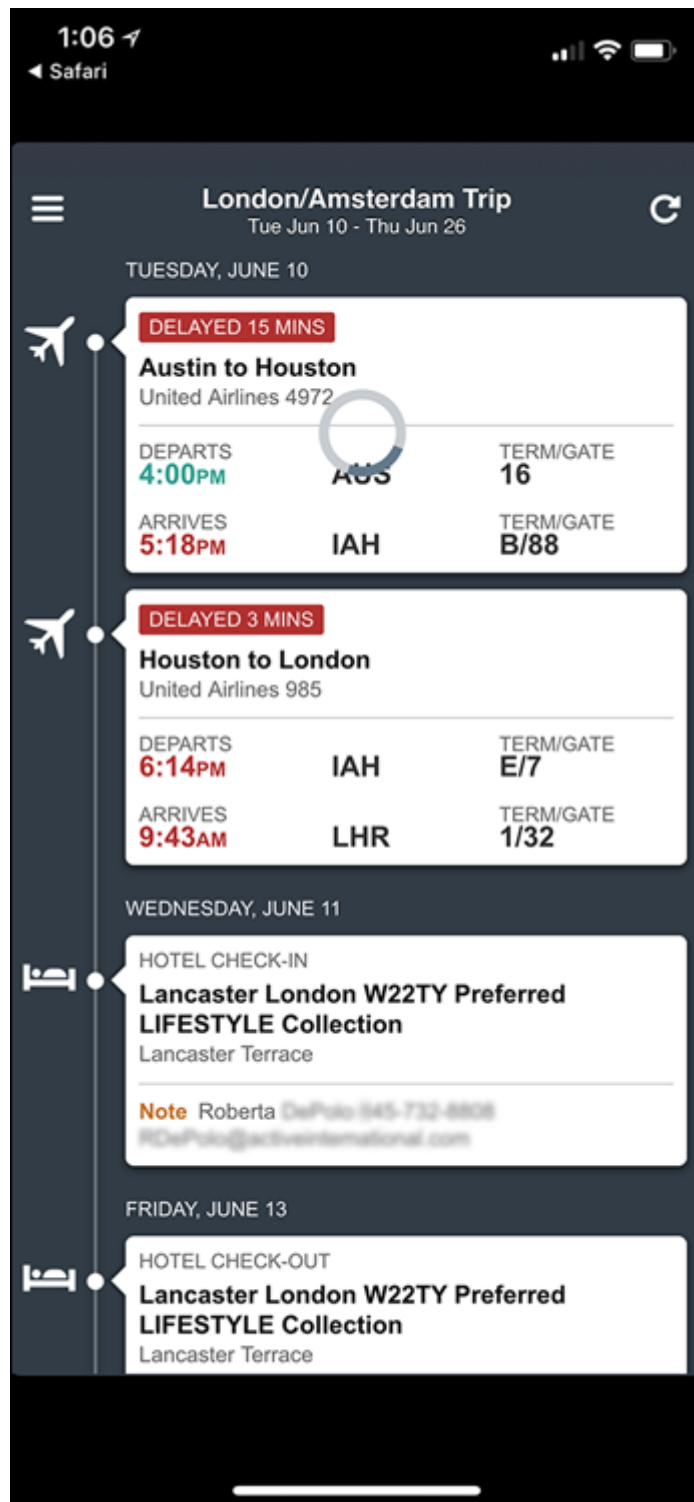 1:06
◀ Safari
London/Amsterdam Trip
Tue Jun 10 - Thu Jun 26
TUESDAY, JUNE 10
DELAYED 15 MINS
Austin to Houston
United Airlines 4972
DEPARTS TERM/GATE
4:00PM AUS 16
ARRIVES TERM/GATE
5:18PM IAH B/88
DELAYED 3 MINS
Houston to London
United Airlines 985
DEPARTS TERM/GATE
6:14PM IAH E/7
ARRIVES TERM/GATE
9:43AM LHR 1/32
WEDNESDAY, JUNE 11
HOTEL CHECK-IN
Lancaster London W22TY Preferred
LIFESTYLE Collection
Lancaster Terrace
Note Roberta
FRIDAY, JUNE 13
HOTEL CHECK-OUT
Lancaster London W22TY Preferred
LIFESTYLE Collection
Lancaster Terrace